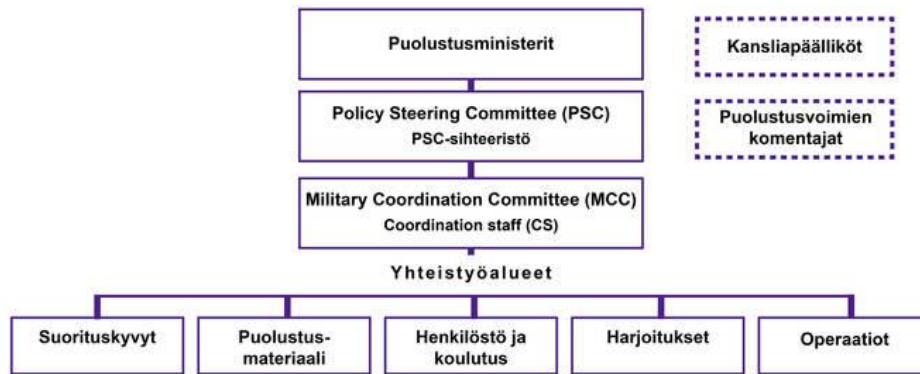 Puolustusministerit
Kansliapäälliköt
Policy Steering Committee (PSC)
PSC-sihteeristö
Puolustusvoimien
komentajat
Military Coordination Committee (MCC)
Coordination staff (CS)
Yhteistyöalueet
Suorituskyvyt
Puolustus-
materiaali
Henkilöstö ja
koulutus
Harjoitukset
Operaatiot